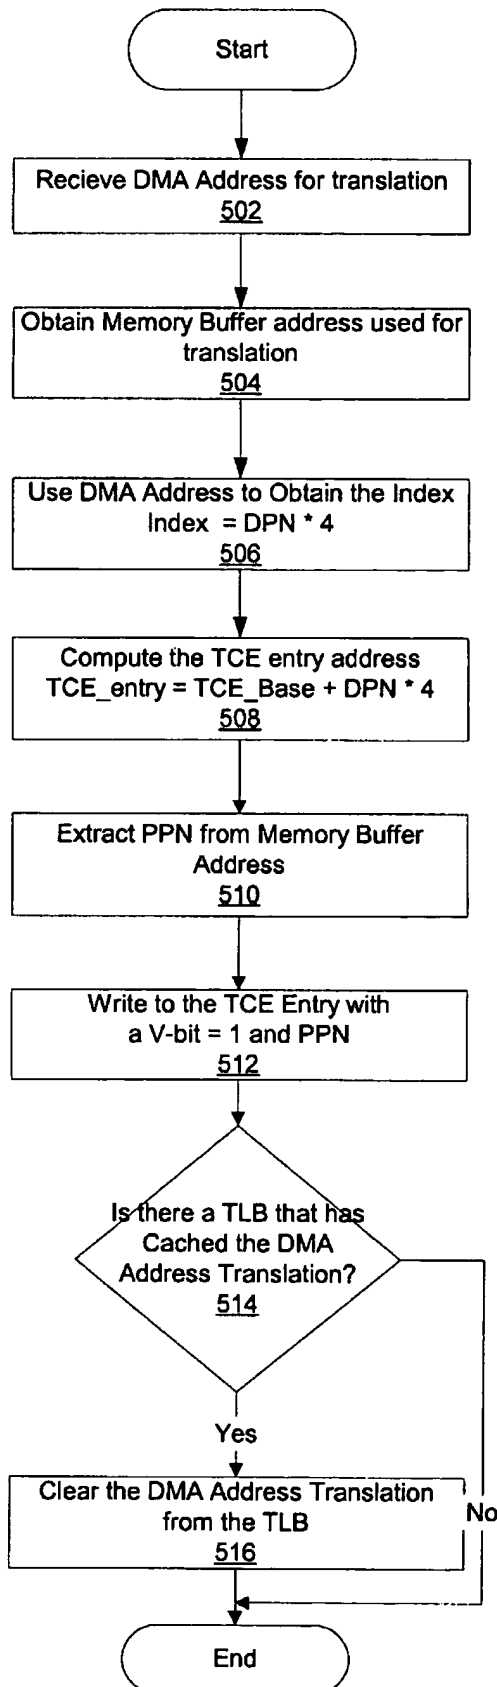 Start
Recieve DMA Address for translation
502
Obtain Memory Buffer address used for
translation
504
Use DMA Address to Obtain the Index
Index = DPN * 4
506
Compute the TCE entry address
TCE_entry = TCE_Base + DPN * 4
508
Extract PPN from Memory Buffer
Address
510
Write to the TCE Entry with
a V-bit = 1 and PPN
512
Is there a TLB that has
Cached the DMA
Address Translation?
514
Yes
Clear the DMA Address Translation
from the TLB
516
No
End